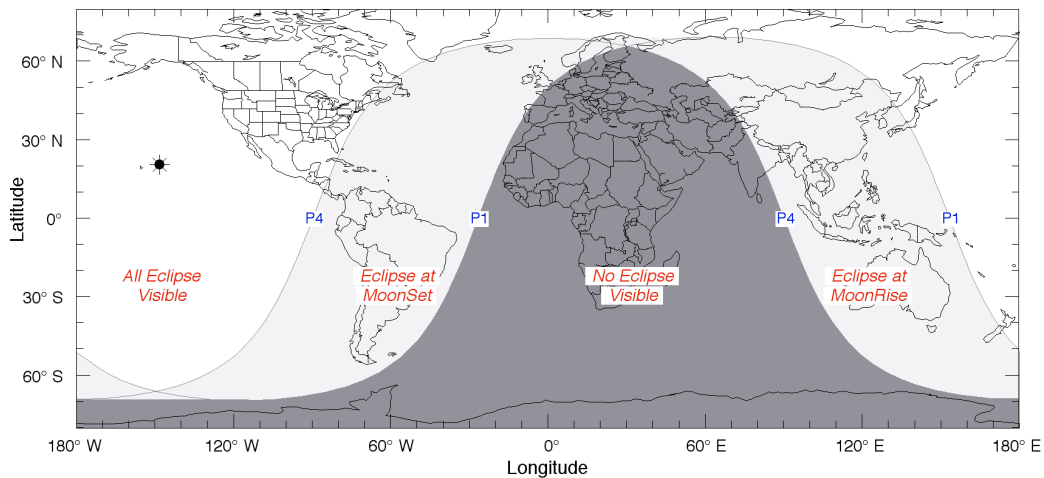 60° N
30° N
0°
30° S
60° S
Latitude
P4
P1
P4
P1
All Eclipse
Visible
Eclipse at
MoonSet
No Eclipse
Visible
Eclipse at
MoonRise
180° W
120° W
60° W
0°
60° E
120° E
180° E
Longitude